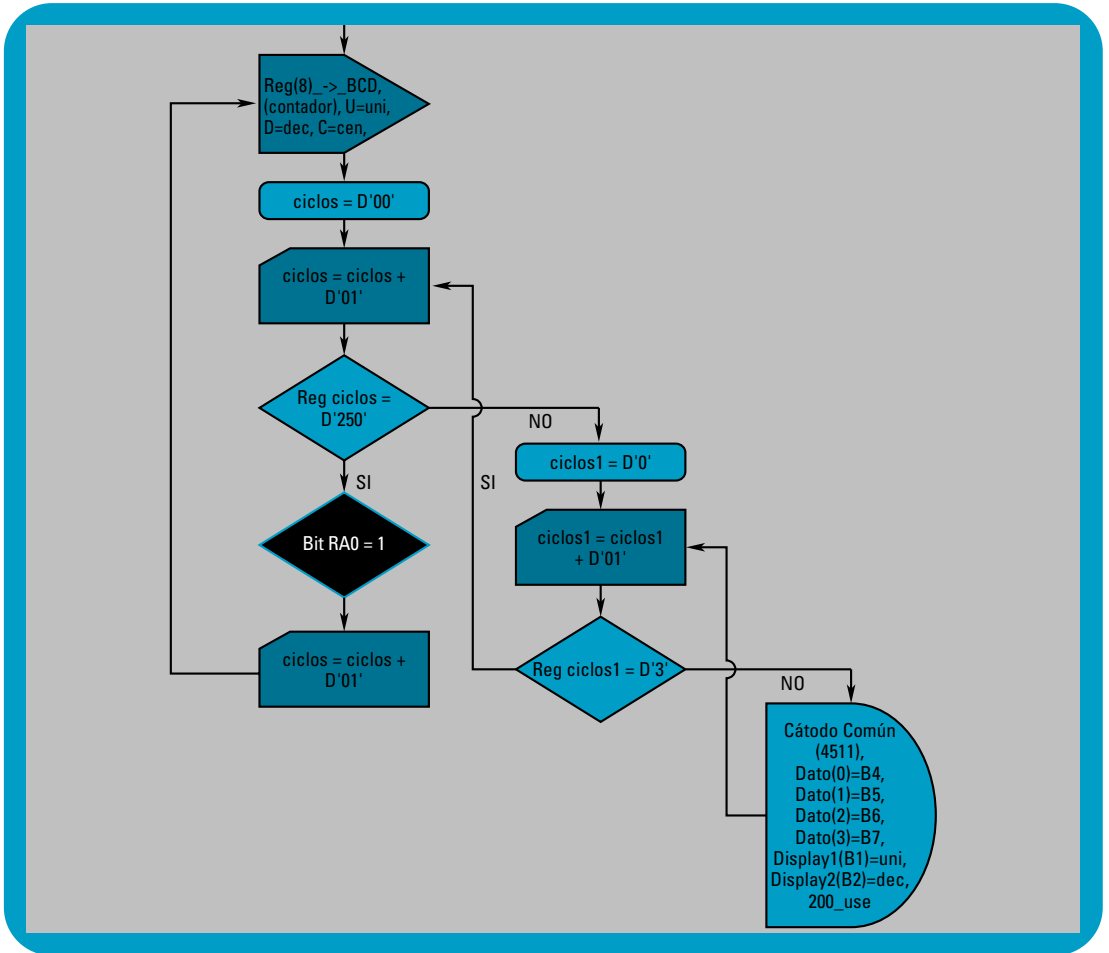 Reg(8)_->_BCD,
(contador), U=uni,
D=dec, C=cen,
ciclos = D'00'
ciclos = ciclos +
D'01'
Reg ciclos =
D'250'
NO
SI
Bit RA0 = 1
ciclos = ciclos +
D'01'
ciclos1 = D'0'
SI
ciclos1 = ciclos1
+ D'01'
Reg ciclos1 = D'3'
NO
Cátodo Común
(4511),
Dato(0)=B4,
Dato(1)=B5,
Dato(2)=B6,
Dato(3)=B7,
Display1(B1)=uni,
Display2(B2)=dec,
200_use